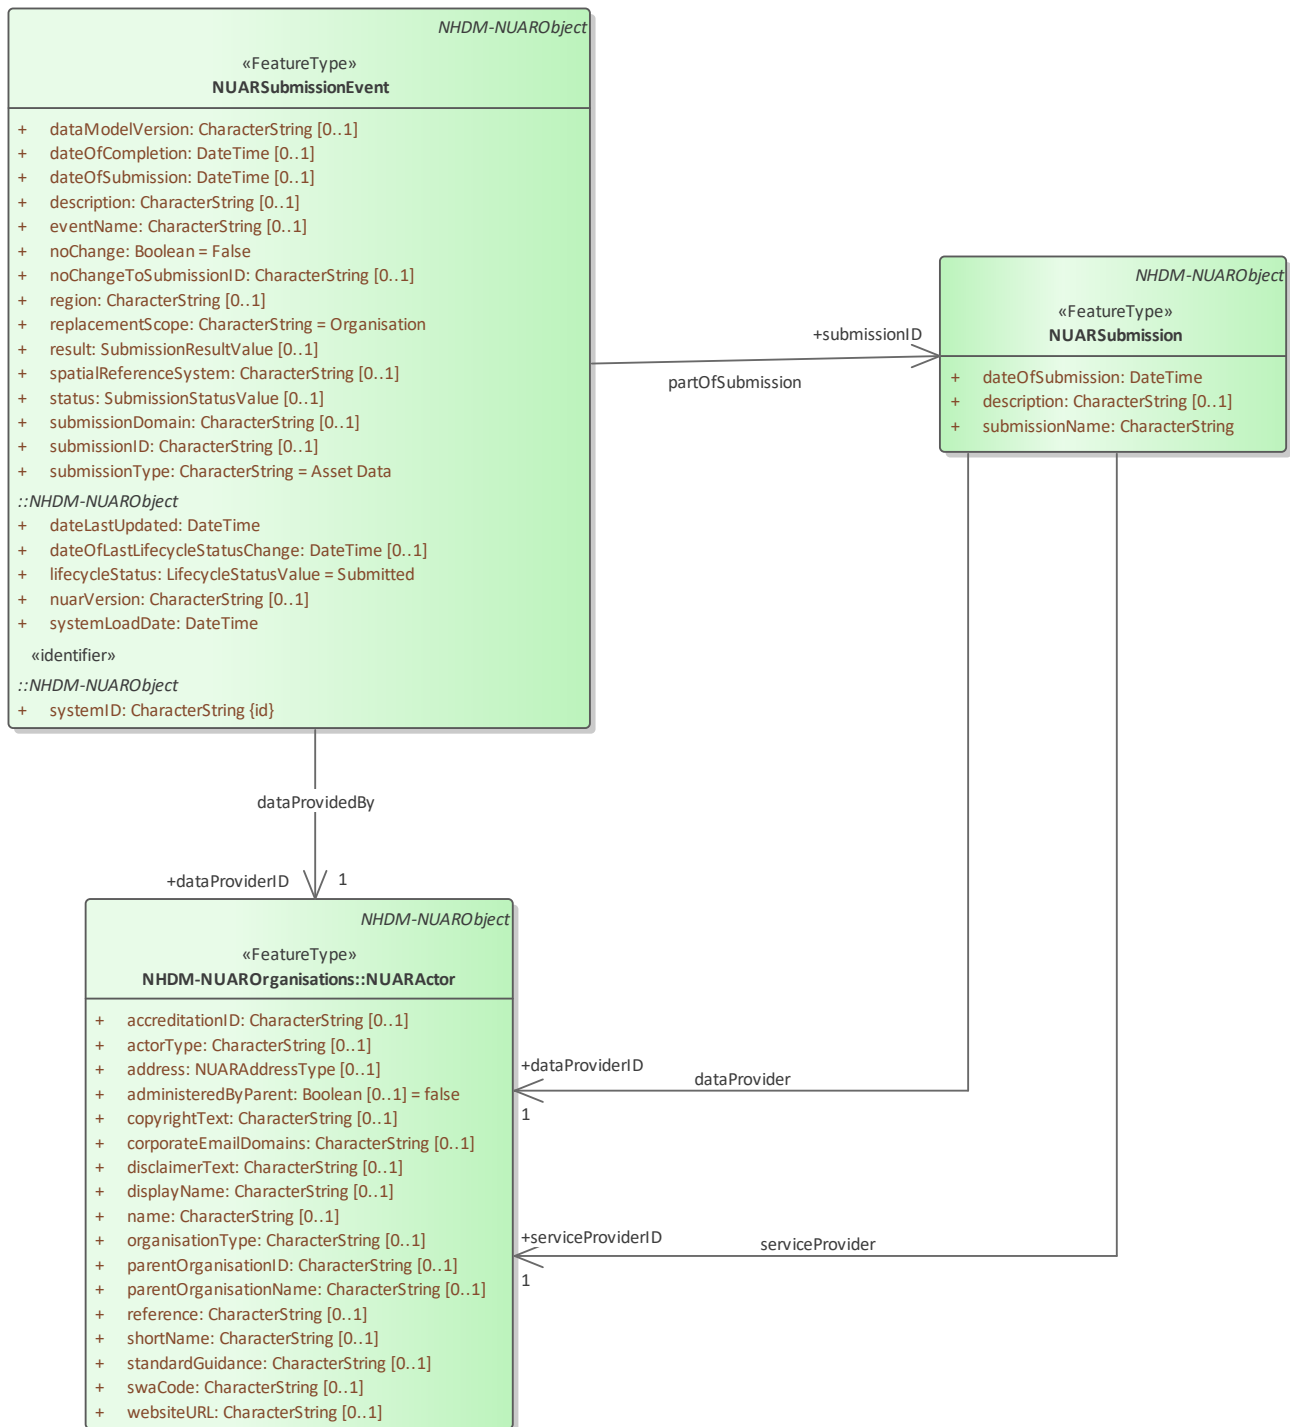 NHDM-NUARObject
«FeatureType»
NUARSubmissionEvent
+ dataModelVersion: CharacterString [0..1]
+ dateOfCompletion: DateTime [0..1]
+ dateOfSubmission: DateTime [0..1]
+ description: CharacterString [0..1]
+ eventName: CharacterString [0..1]
+ noChange: Boolean = False
+ noChangeToSubmissionID: CharacterString [0..1]
+ region: CharacterString [0..1]
+ replacementScope: CharacterString = Organisation
+ result: SubmissionResultValue [0..1]
+ spatialReferenceSystem: CharacterString [0..1]
+ status: SubmissionStatusValue [0..1]
+ submissionDomain: CharacterString [0..1]
+ submissionID: CharacterString [0..1]
+ submissionType: CharacterString = Asset Data
::NHDM-NUARObject
+ dateLastUpdated: DateTime
+ dateOfLastLifecycleStatusChange: DateTime [0..1]
+ lifecycleStatus: LifecycleStatusValue = Submitted
+ nuarVersion: CharacterString [0..1]
+ systemLoadDate: DateTime
«identifier»
::NHDM-NUARObject
+ systemID: CharacterString {id}
+submissionID
partOfSubmission
NHDM-NUARObject
«FeatureType»
NUARSubmission
+ dateOfSubmission: DateTime
+ description: CharacterString [0..1]
+ submissionName: CharacterString
dataProvidedBy
+dataProviderID 1
NHDM-NUARObject
«FeatureType»
NHDM-NUAROrganisations::NUARActor
+ accreditationID: CharacterString [0..1]
+ actorType: CharacterString [0..1]
+ address: NUARAddressType [0..1]
+ administeredByParent: Boolean [0..1] = false
+ copyrightText: CharacterString [0..1]
+ corporateEmailDomains: CharacterString [0..1]
+ disclaimerText: CharacterString [0..1]
+ displayName: CharacterString [0..1]
+ name: CharacterString [0..1]
+ organisationType: CharacterString [0..1]
+ parentOrganisationID: CharacterString [0..1]
+ parentOrganisationName: CharacterString [0..1]
+ reference: CharacterString [0..1]
+ shortName: CharacterString [0..1]
+ standardGuidance: CharacterString [0..1]
+ swaCode: CharacterString [0..1]
+ websiteURL: CharacterString [0..1]
+dataProviderID
dataProvider
1
+serviceProviderID
serviceProvider
1